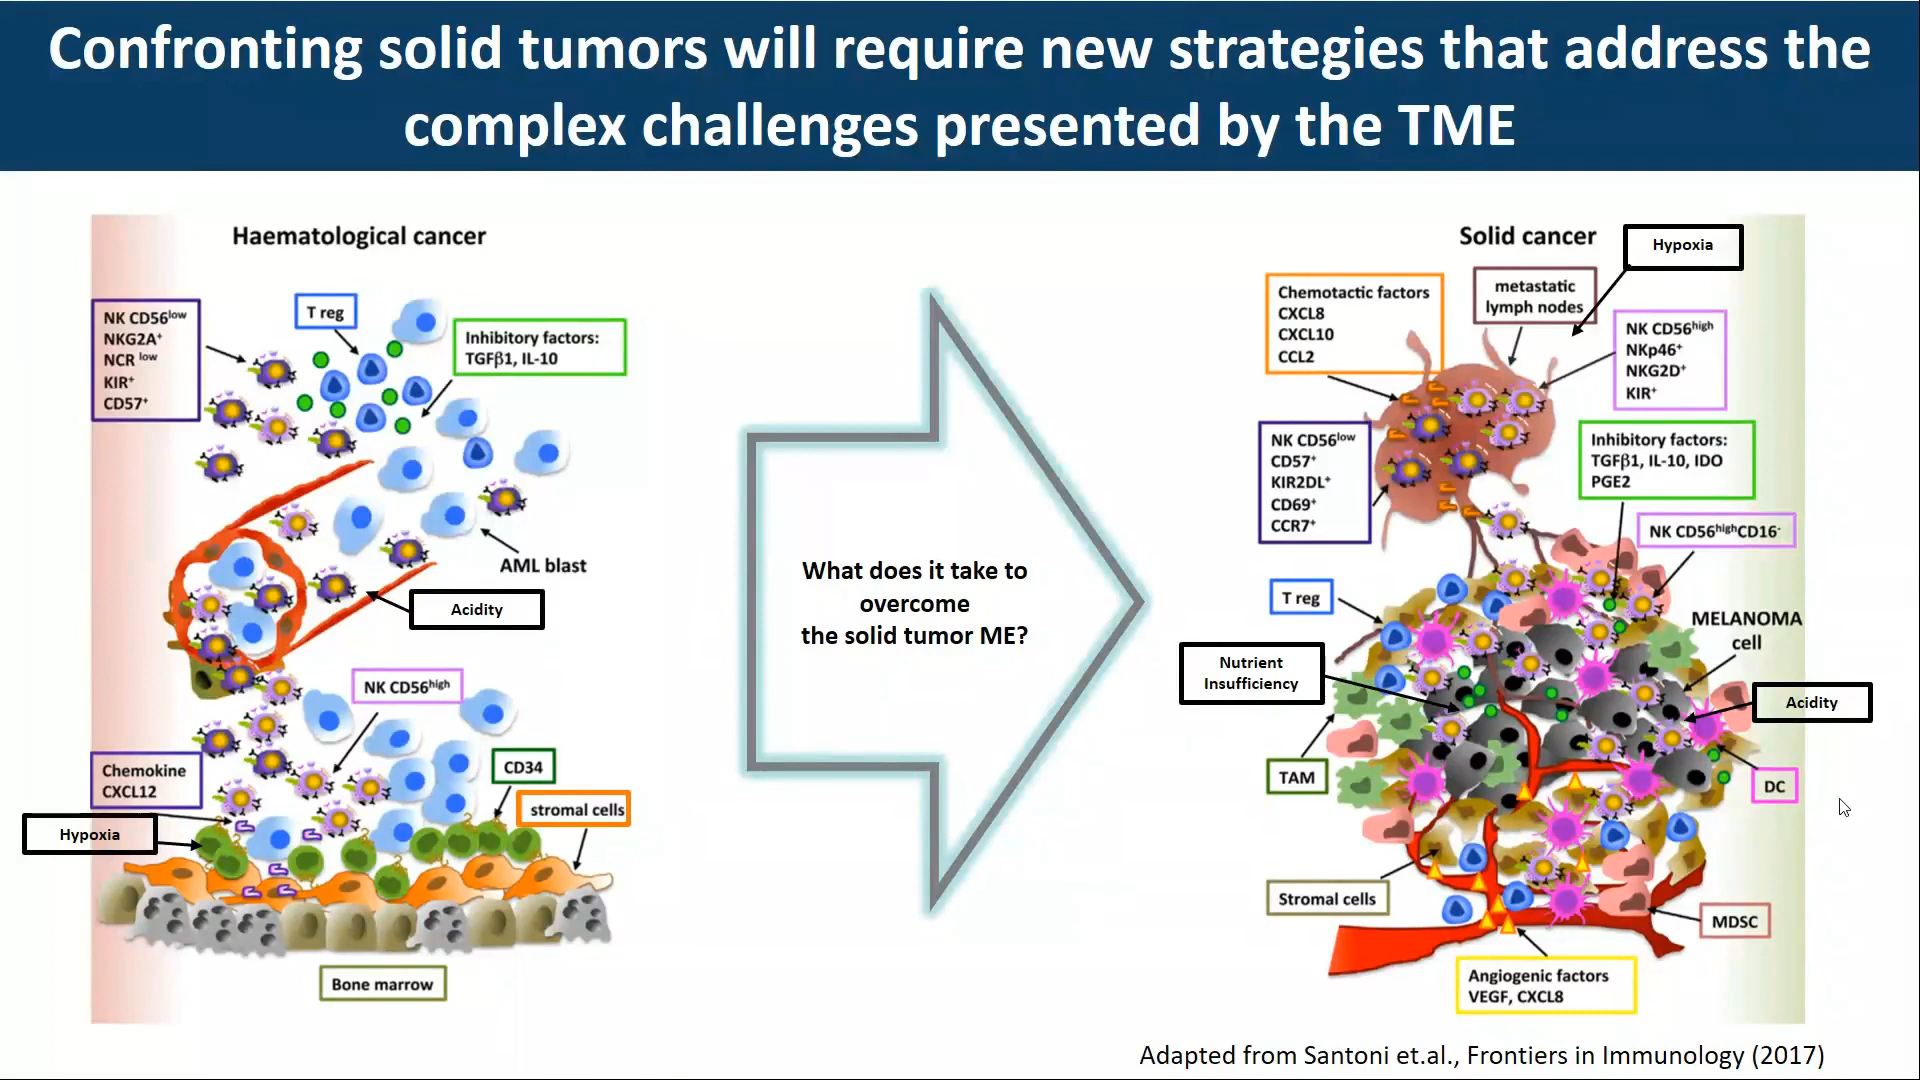 Confronting solid tumors will require new strategies that address the
complex challenges presented by the TME
Haematological cancer
NK CD56low
NKG2A+
NCR low
KIR+
CD57+
T reg
Inhibitory factors:
TGFβ1, IL-10
AML blast
Acidity
NK CD56high
Chemokine
CXCL12
CD34
stromal cells
Hypoxia
Bone marrow
What does it take to
overcome
the solid tumor ME?
Solid cancer
Hypoxia
Chemotactic factors
CXCL8
CXCL10
CCL2
metastatic
lymph nodes
NK CD56high
NKp46+
NKG2D+
KIR+
NK CD56low
CD57+
KIR2DL+
CD69+
CCR7+
Inhibitory factors:
TGFβ1, IL-10, IDO
PGE2
NK CD56highCD16-
T reg
MELANOMA
cell
Nutrient
Insufficiency
Acidity
TAM
DC
Stromal cells
MDSC
Angiogenic factors
VEGF, CXCL8
Adapted from Santoni et.al., Frontiers in Immunology (2017)